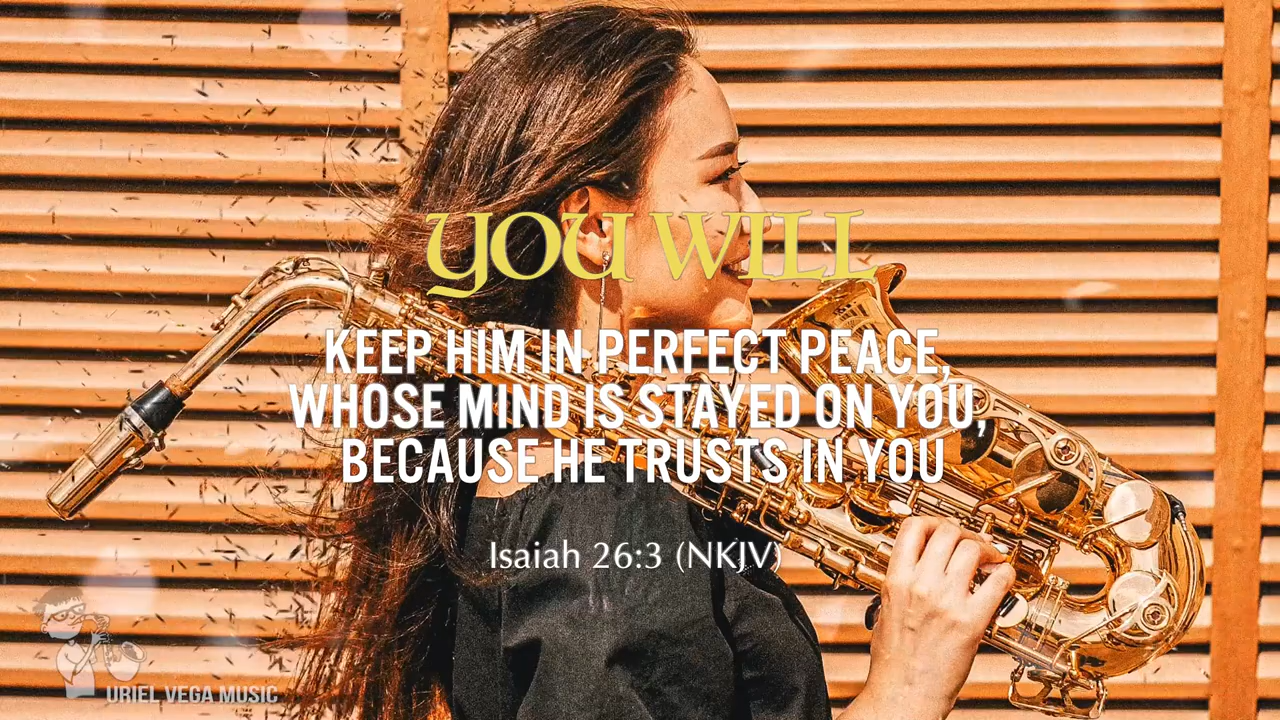 YOU WILL
KEEP HIM IN PERFECT PEACE,
WHOSE MIND IS STAYED ON YOU,
BECAUSE HE TRUSTS IN YOU
Isaiah 26:3 (NKJV)
URIEL VEGA MUSIC